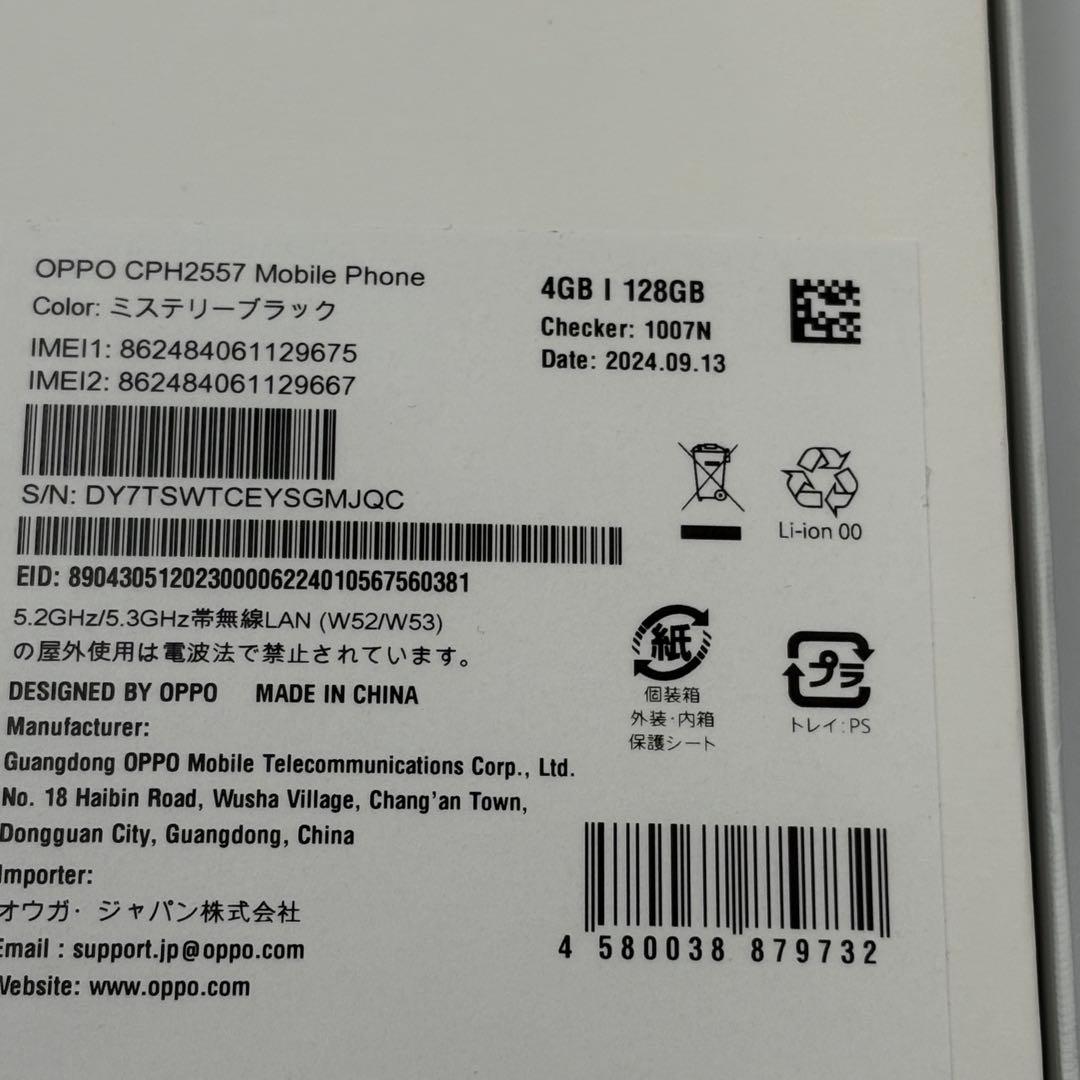 OPPO CPH2557 Mobile Phone
Color: ミステリーブラック
IMEI1: 862484061129675
IMEI2: 862484061129667
S/N: DY7TSWTCEYSGMJQC
EID: 89043051202300006224010567560381
5.2GHz/5.3GHz帯無線LAN (W52/W53)
の屋外使用は電波法で禁止されています。
DESIGNED BY OPPO MADE IN CHINA
Manufacturer:
Guangdong OPPO Mobile Telecommunications Corp., Ltd.
No. 18 Haibin Road, Wusha Village, Chang'an Town,
Dongguan City, Guangdong, China
Importer:
オウガ・ジャパン株式会社
Email : support.jp@oppo.com
Website: www.oppo.com
4GB | 128GB
Checker: 1007N
Date: 2024.09.13
Li-ion 00
紙
個装箱
外装・内箱
保護シート
プラ
トレイ:PS
4 580038 879732